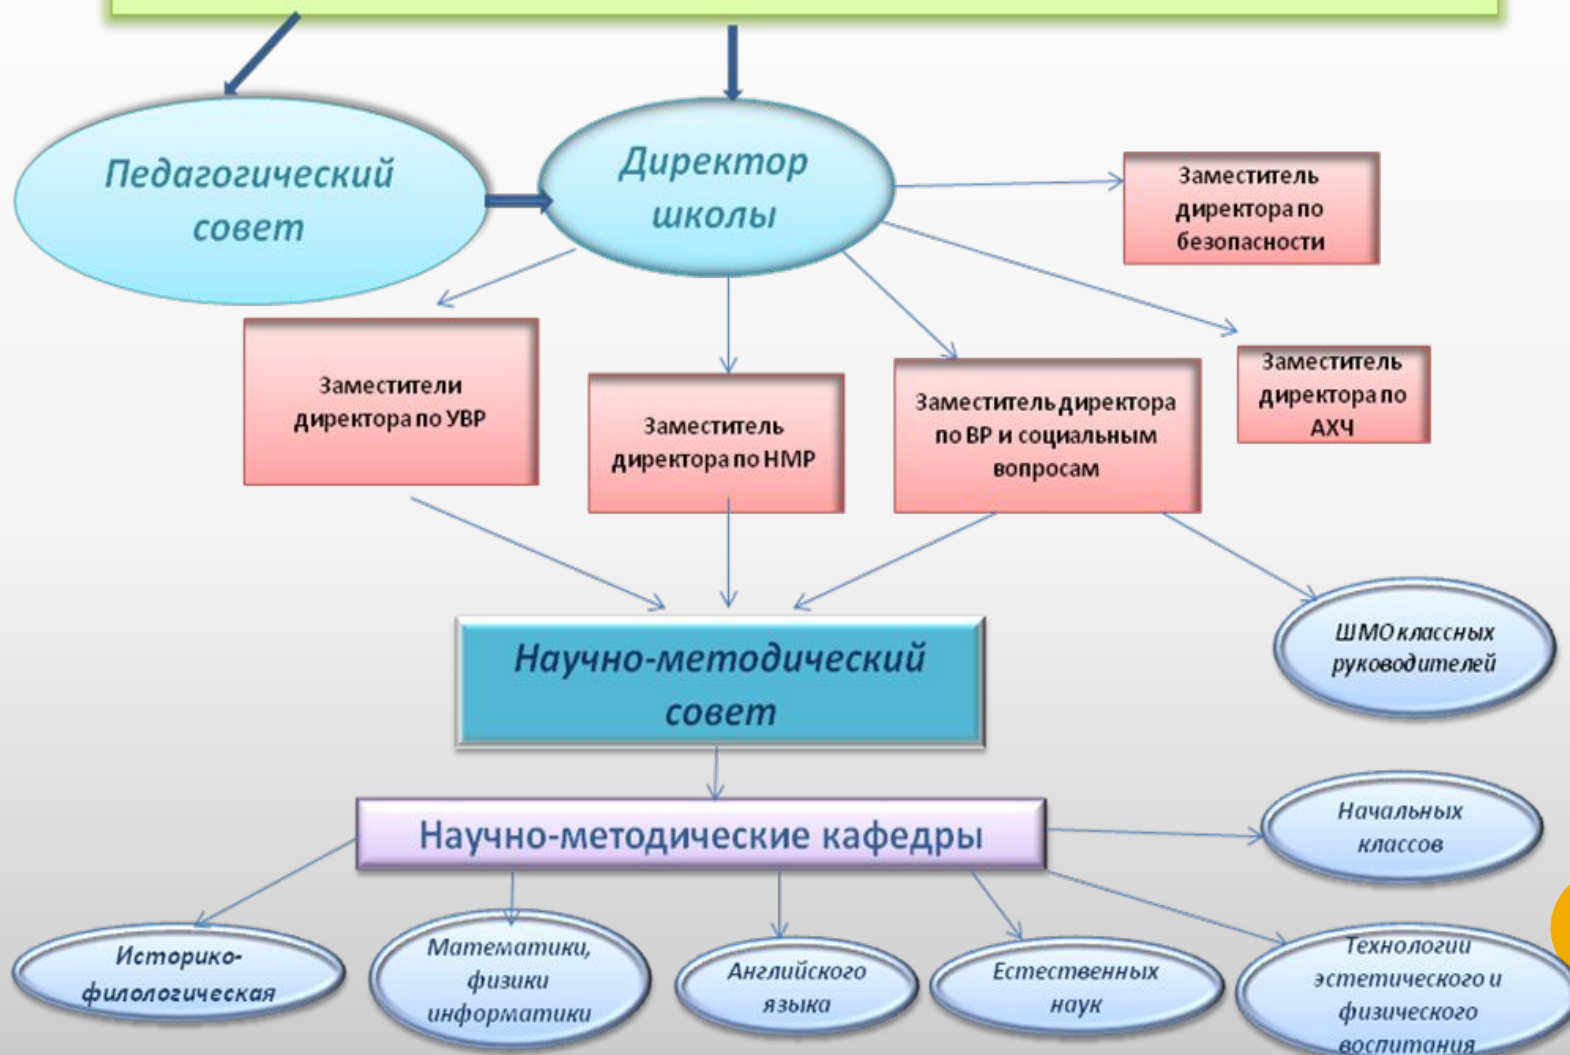 Педагогический
совет
Директор
школы
Заместитель
директора по
безопасности
Заместители
директора по УВР
Заместитель
директора по НМР
Заместитель директора
по ВР и социальным
вопросам
Заместитель
директора по
АХЧ
Научно-методический
совет
ШМО классных
руководителей
Научно-методические кафедры
Начальных
классов
Историко-
филологическая
Математики,
физики
информатики
Английского
языка
Естественных
наук
Технологии
эстетического и
физического
воспитания